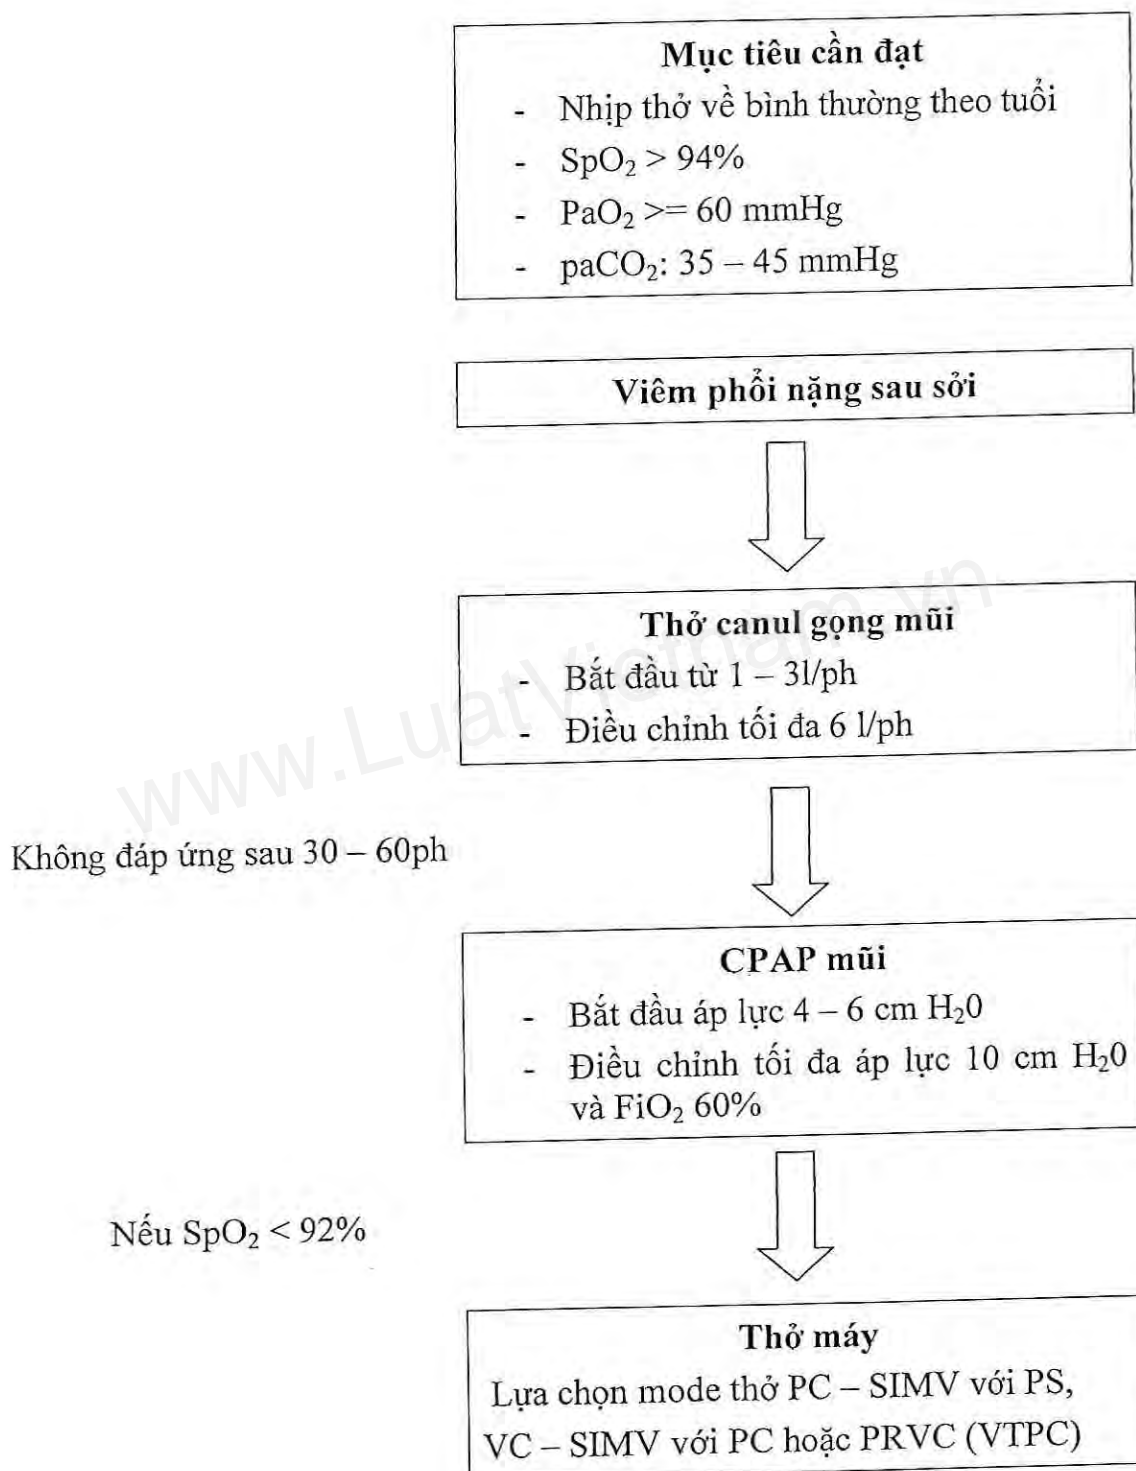 Mục tiêu cần đạt
- Nhịp thở về bình thường theo tuổi
- SpO₂ > 94%
- PaO₂ >= 60 mmHg
- paCO₂: 35 – 45 mmHg
Viêm phổi nặng sau sởi
Thở canul gọng mũi
- Bắt đầu từ 1 – 3l/ph
- Điều chỉnh tối đa 6 l/ph
www.LuatVietnam.vn
Không đáp ứng sau 30 – 60ph
CPAP mũi
- Bắt đầu áp lực 4 – 6 cm H₂0
- Điều chỉnh tối đa áp lực 10 cm H₂0
và FiO₂ 60%
Nếu SpO₂ < 92%
Thở máy
Lựa chọn mode thở PC – SIMV với PS,
VC – SIMV với PC hoặc PRVC (VTPC)